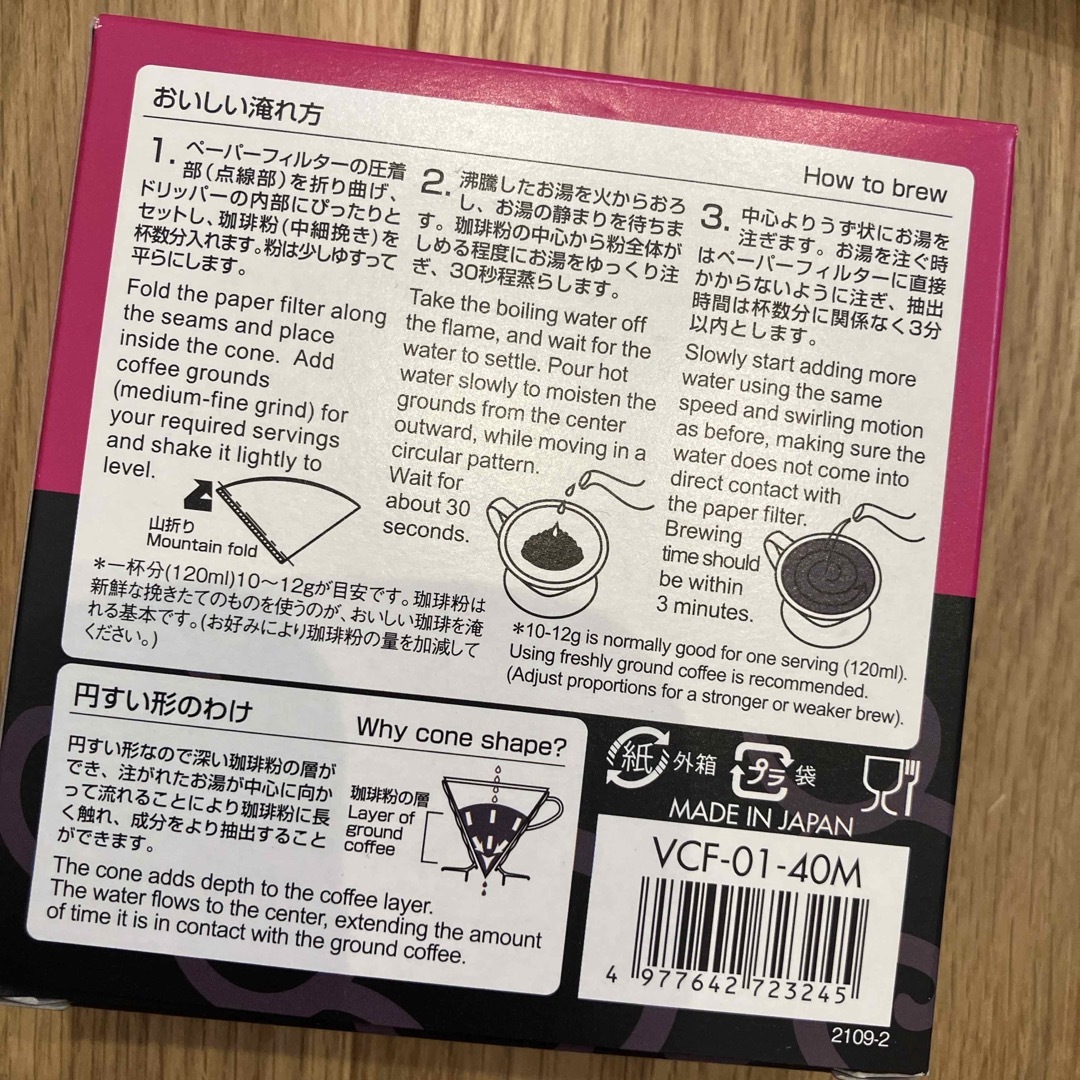 おいしい淹れ方
How to brew
1. ペーパーフィルターの圧着
部(点線部)を折り曲げ、
ドリッパーの内部にぴったりと
セットし、珈琲粉(中細挽き)を
杯数分入れます。粉は少しゆすって
平らにします。
Fold the paper filter along
the seams and place
inside the cone. Add
coffee grounds
(medium-fine grind) for
your required servings
and shake it lightly to
level.
山折り
Mountain fold
2. 沸騰したお湯を火からおろ
し、お湯の静まりを待ちま
す。珈琲粉の中心から粉全体が
しめる程度にお湯をゆっくり注
ぎ、30秒程蒸らします。
Take the boiling water off
the flame, and wait for the
water to settle. Pour hot
water slowly to moisten the
grounds from the center
outward, while moving in a
circular pattern.
Wait for
about 30
seconds.
3. 中心よりうず状にお湯を
注ぎます。お湯を注ぐ時
はペーパーフィルターに直接
かからないように注ぎ、抽出
時間は杯数分に関係なく3分
以内とします。
Slowly start adding more
water using the same
speed and swirling motion
as before, making sure the
water does not come into
direct contact with
the paper filter.
Brewing
time should
be within
3 minutes.
*一杯分(120ml)10〜12gが目安です。珈琲粉は
新鮮な挽きたてのものを使うのが、おいしい珈琲を淹
れる基本です。(お好みにより珈琲粉の量を加減して
ください。)
*10-12g is normally good for one serving (120ml).
Using freshly ground coffee is recommended.
(Adjust proportions for a stronger or weaker brew).
円すい形のわけ
Why cone shape?
円すい形なので深い珈琲粉の層が
でき、注がれたお湯が中心に向か
って流れることにより珈琲粉に長
く触れ、成分をより抽出すること
ができます。
珈琲粉の層
Layer of
ground
coffee
The cone adds depth to the coffee layer.
The water flows to the center, extending the amount
of time it is in contact with the ground coffee.
紙 外箱 プラ 袋
MADE IN JAPAN
VCF-01-40M
4 977642 723245
2109-2